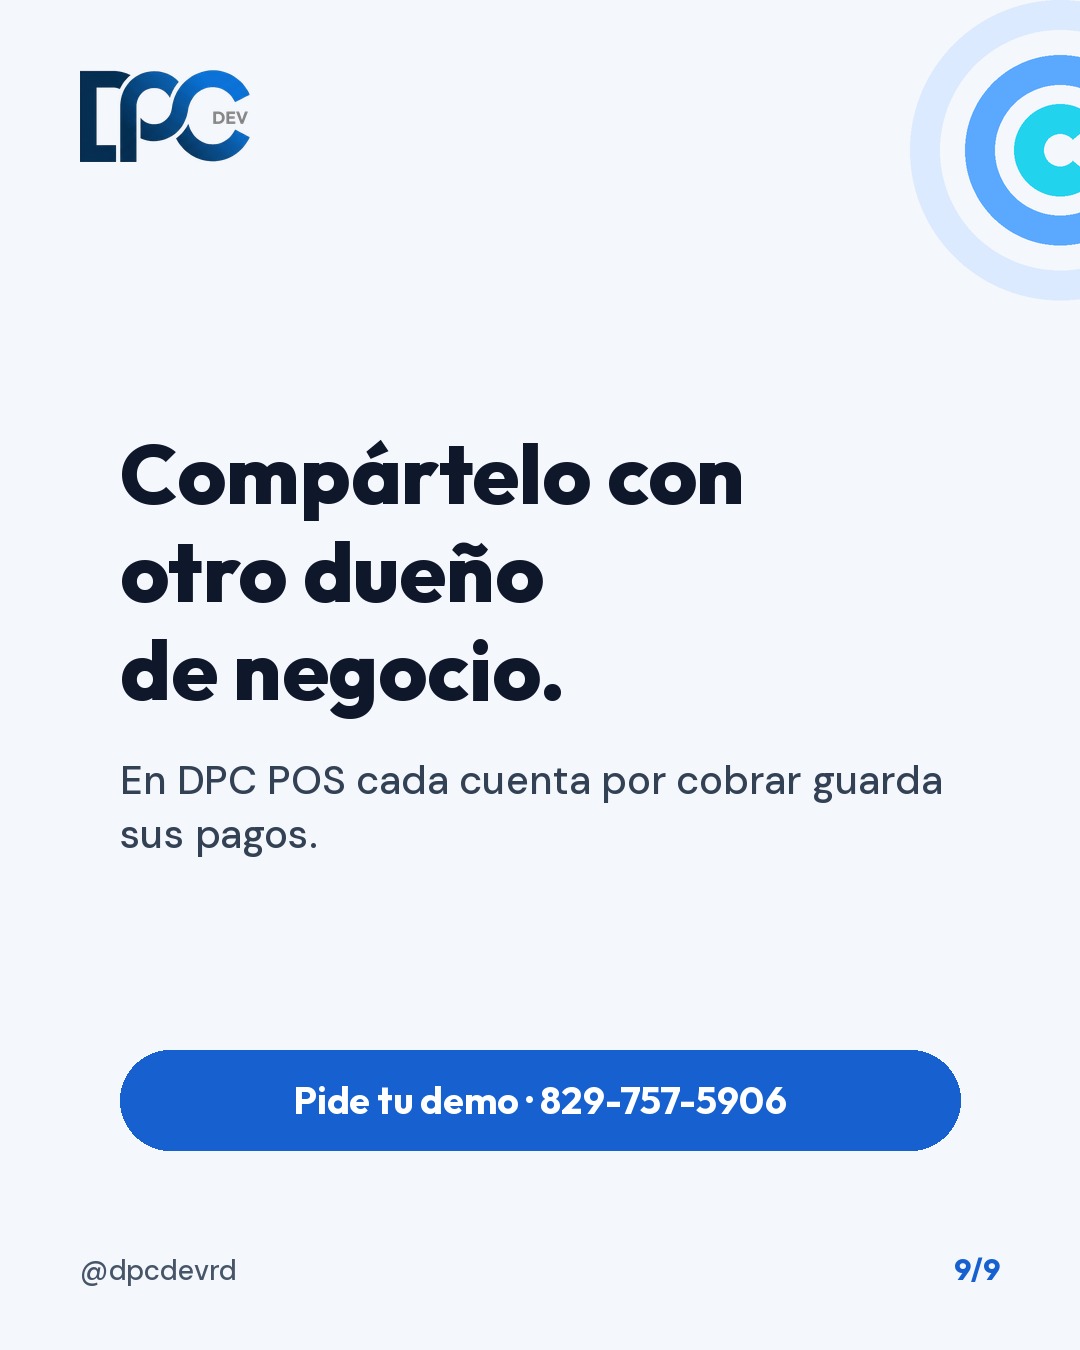 DPC
DEV
Compártelo con
otro dueño
de negocio.
En DPC POS cada cuenta por cobrar guarda
sus pagos.
Pide tu demo · 829-757-5906
@dpcdevrd
9/9